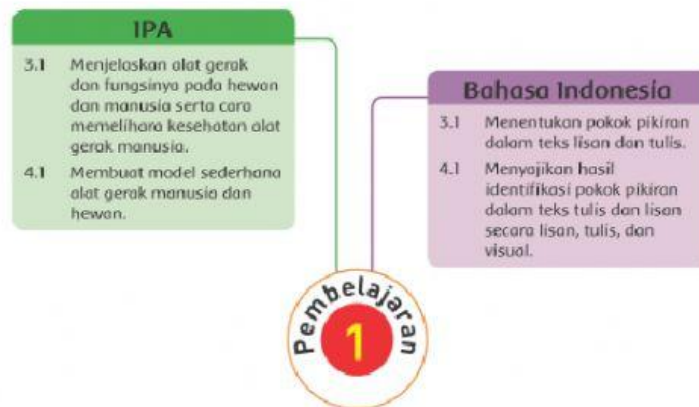 IPA
3.1 Menjelaskan alat gerak
dan fungsinya pada hewan
dan manusia serta cara
memelihara kesehatan alat
gerak manusia.
4.1 Membuat model sederhana
alat gerak manusia dan
hewan.
Bahasa Indonesia
3.1 Menentukan pokok pikiran
dalam teks lisan dan tulis.
4.1 Menyajikan hasil
identifikasi pokok pikiran
dalam teks tulis dan lisan
secara lisan, tulis, dan
visual.
Pembelajaran
1